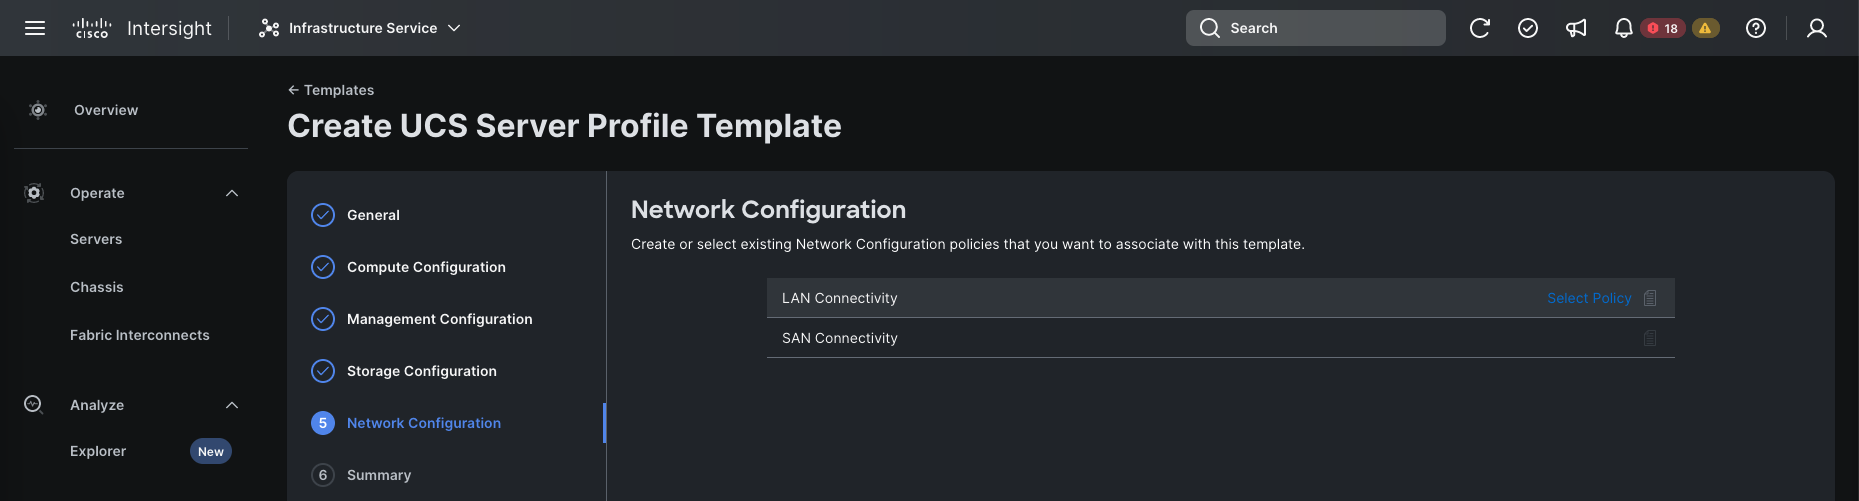 CISCO Intersight Infrastructure Service Search 18
Overview
Operate
Servers
Chassis
Fabric Interconnects
Analyze
Explorer New
← Templates
Create UCS Server Profile Template
General
Compute Configuration
Management Configuration
Storage Configuration
5 Network Configuration
6 Summary
Network Configuration
Create or select existing Network Configuration policies that you want to associate with this template.
LAN Connectivity Select Policy
SAN Connectivity